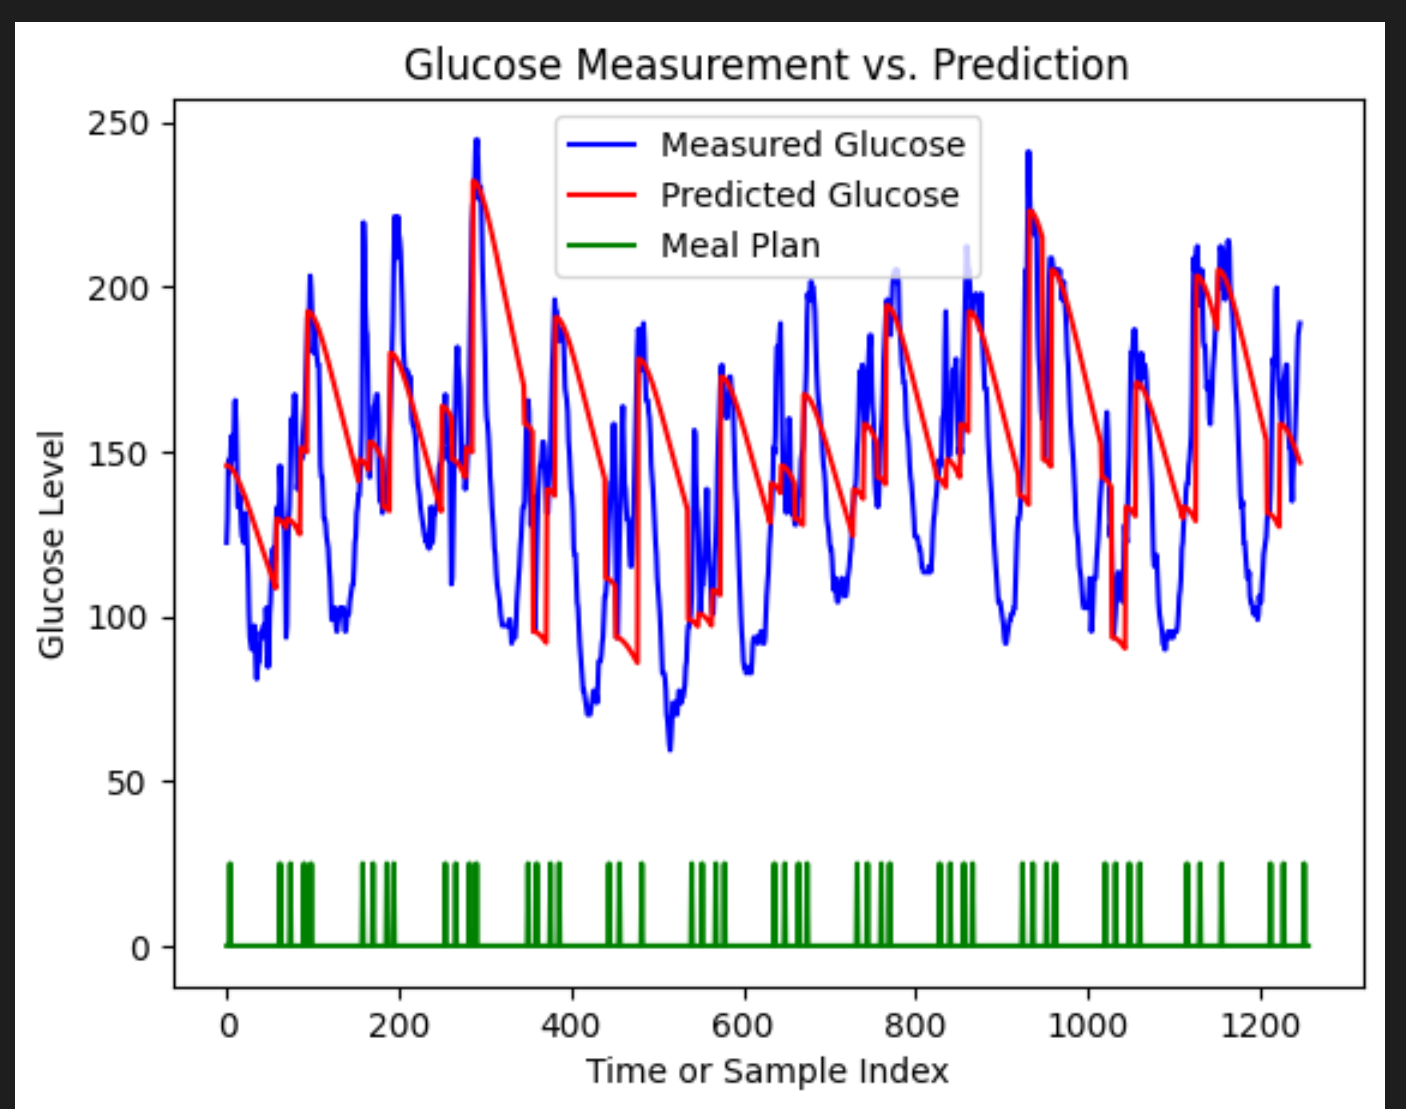 Glucose Measurement vs. Prediction
250
200
150
100
50
0
Glucose Level
Measured Glucose
Predicted Glucose
Meal Plan
0 200 400 600 800 1000 1200
Time or Sample Index